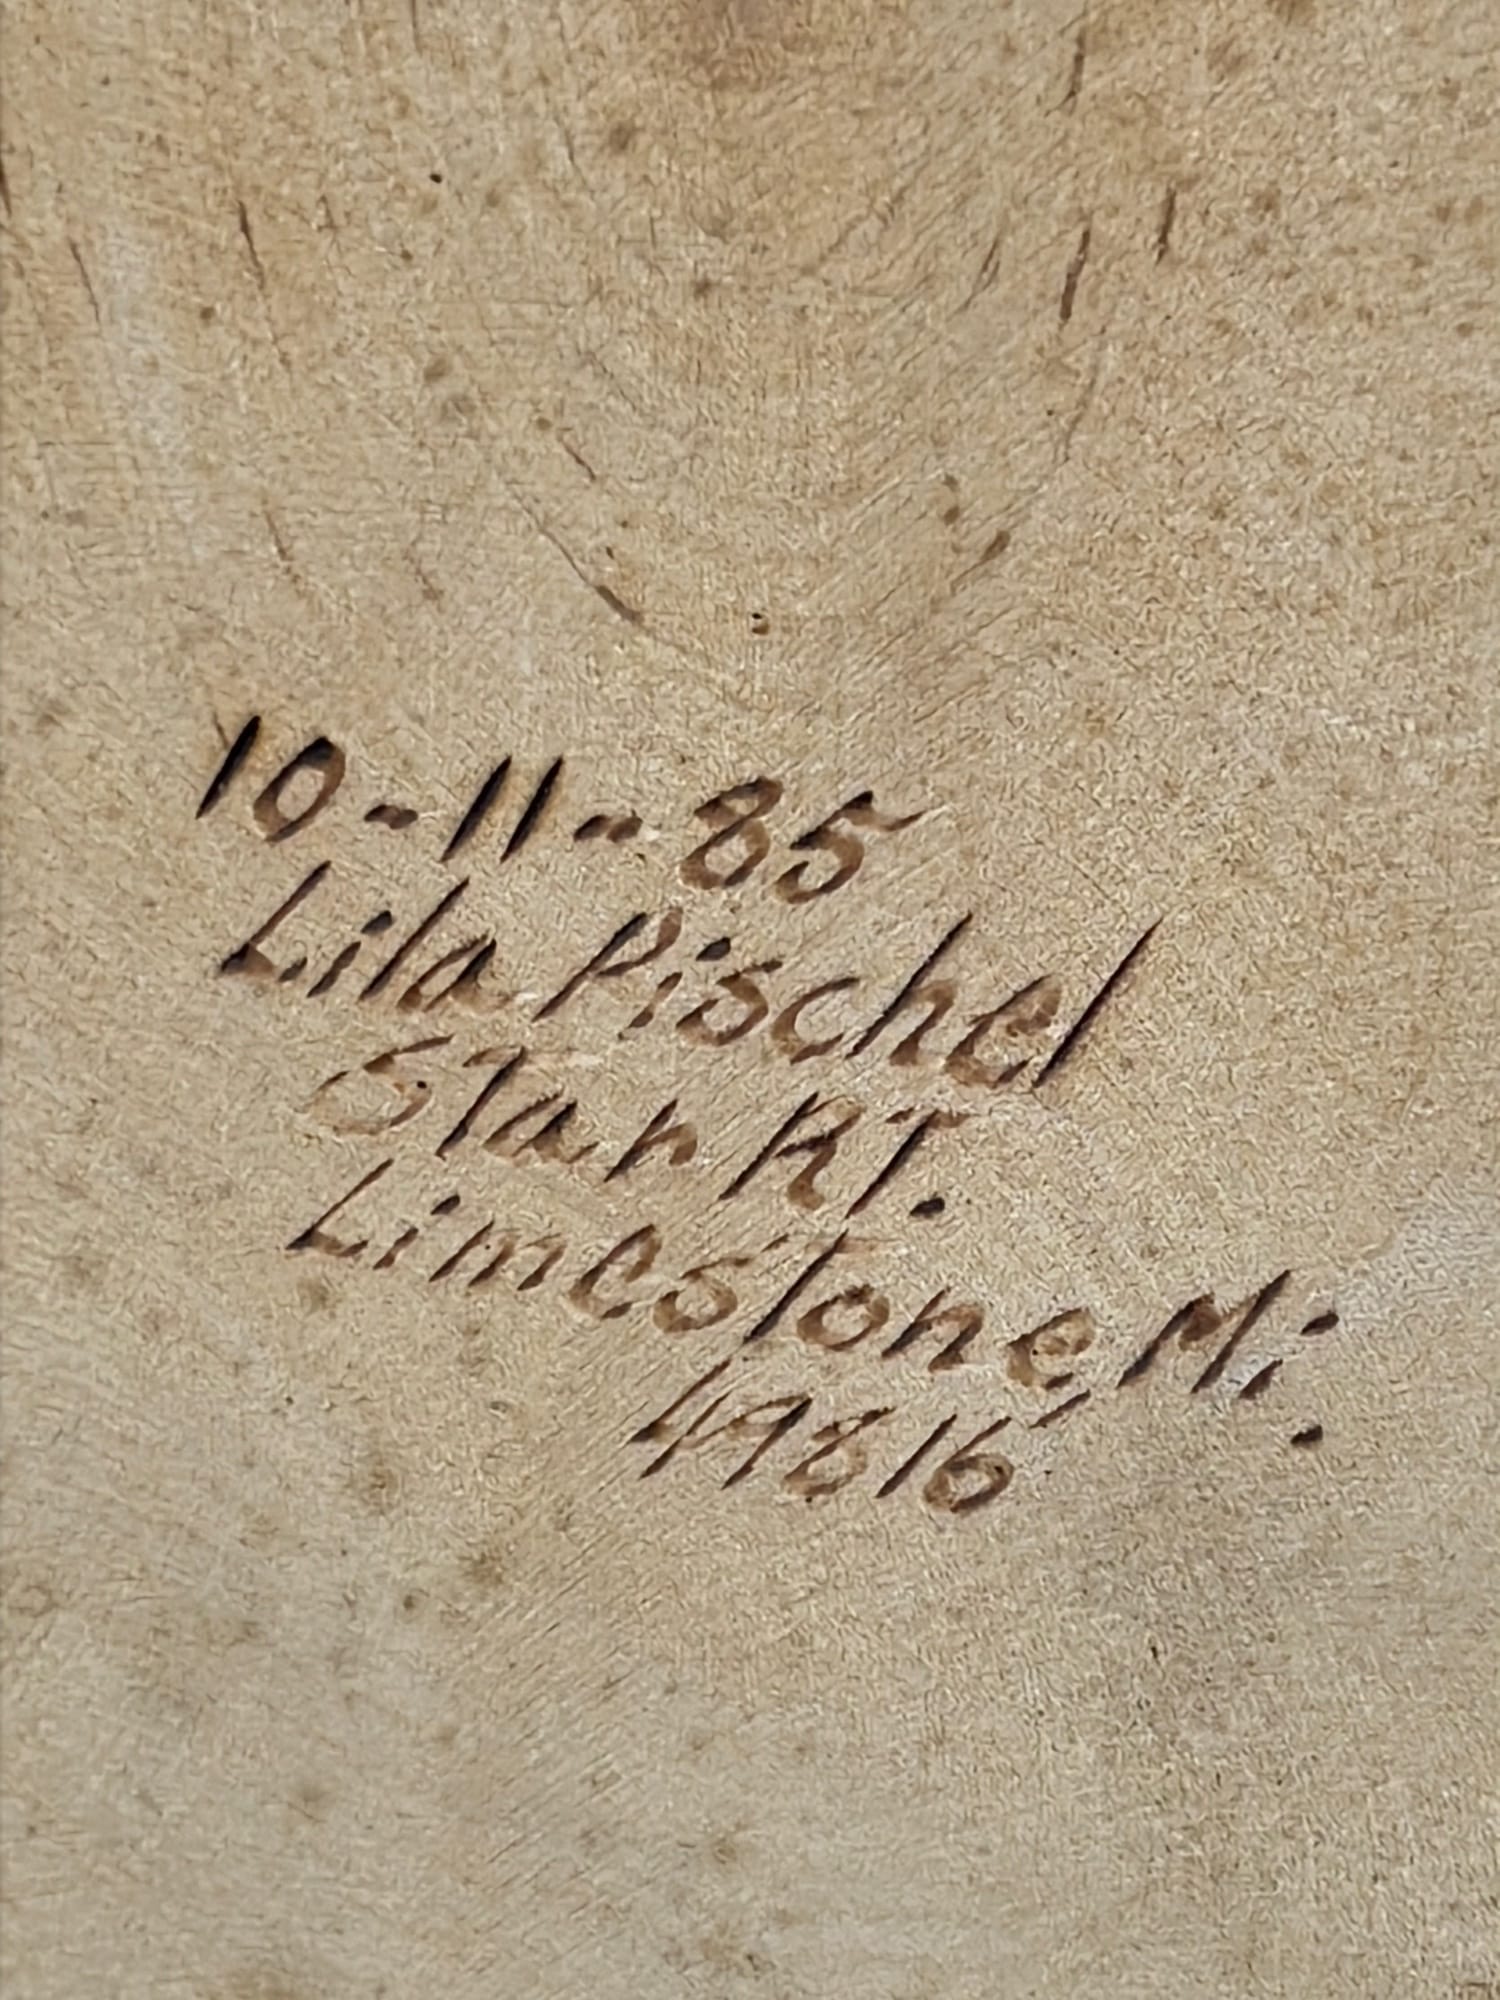 10-11-85
Lila Pischel
Star RT.
Limestone, Mi.
49816